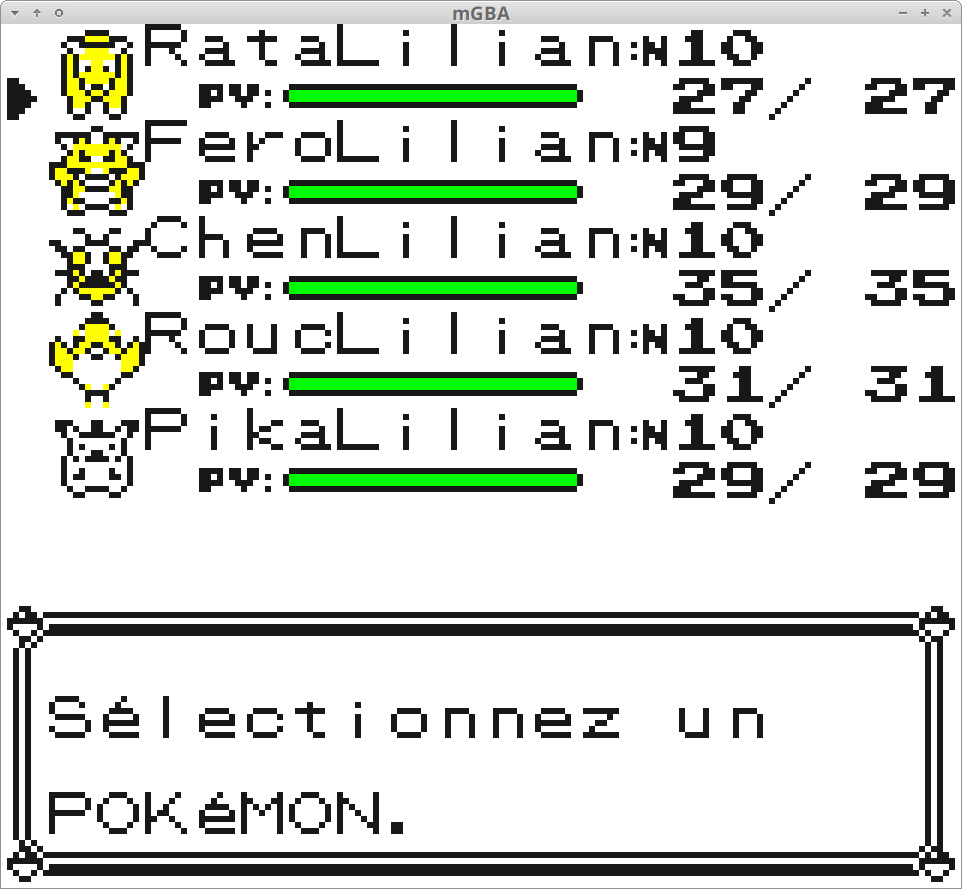 mGBA
RataLilian:N10
PV: 27/ 27
FeroLilian:N9
PV: 29/ 29
ChenLilian:N10
PV: 35/ 35
RoucLilian:N10
PV: 31/ 31
PikaLilian:N10
PV: 29/ 29
Sélectionnez un
POKéMON.